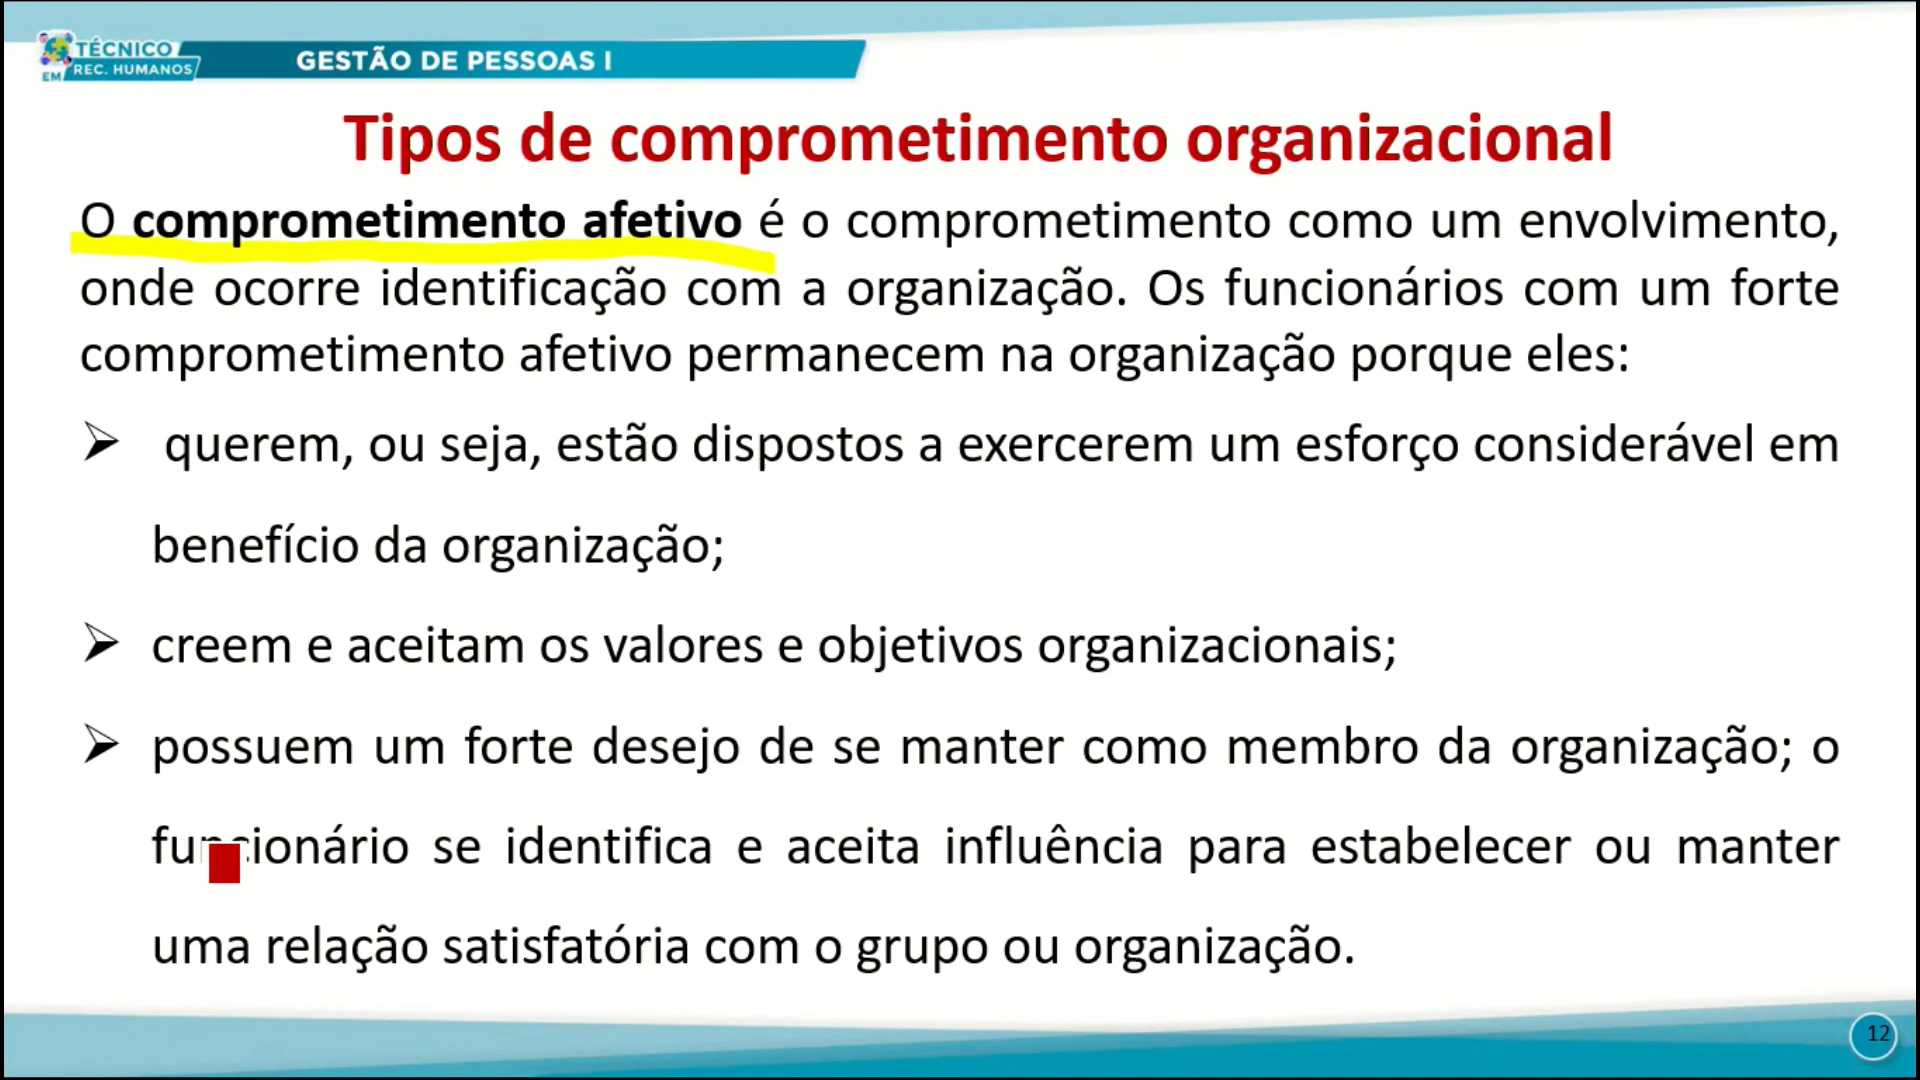 TÉCNICO
EM REC. HUMANOS
GESTÃO DE PESSOAS I
Tipos de comprometimento organizacional
O comprometimento afetivo é o comprometimento como um envolvimento,
onde ocorre identificação com a organização. Os funcionários com um forte
comprometimento afetivo permanecem na organização porque eles:
➢ querem, ou seja, estão dispostos a exercerem um esforço considerável em
benefício da organização;
➢ creem e aceitam os valores e objetivos organizacionais;
➢ possuem um forte desejo de se manter como membro da organização; o
funcionário se identifica e aceita influência para estabelecer ou manter
uma relação satisfatória com o grupo ou organização.
12